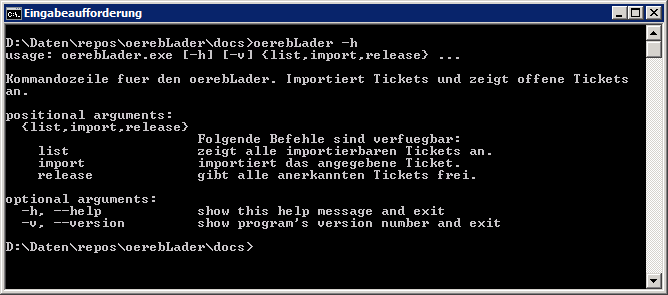 Eingabeaufforderung
D:\Daten\repos\oerebLader\docs>oerebLader -h
usage: oerebLader.exe [-h] [-v] {list,import,release} ...
Kommandozeile fuer den oerebLader. Importiert Tickets und zeigt offene Tickets
an.
positional arguments:
{list,import,release}
Folgende Befehle sind verfuegbar:
list zeigt alle importierbaren Tickets an.
import importiert das angegebene Ticket.
release gibt alle anerkannten Tickets frei.
optional arguments:
-h, --help show this help message and exit
-v, --version show program's version number and exit
D:\Daten\repos\oerebLader\docs>